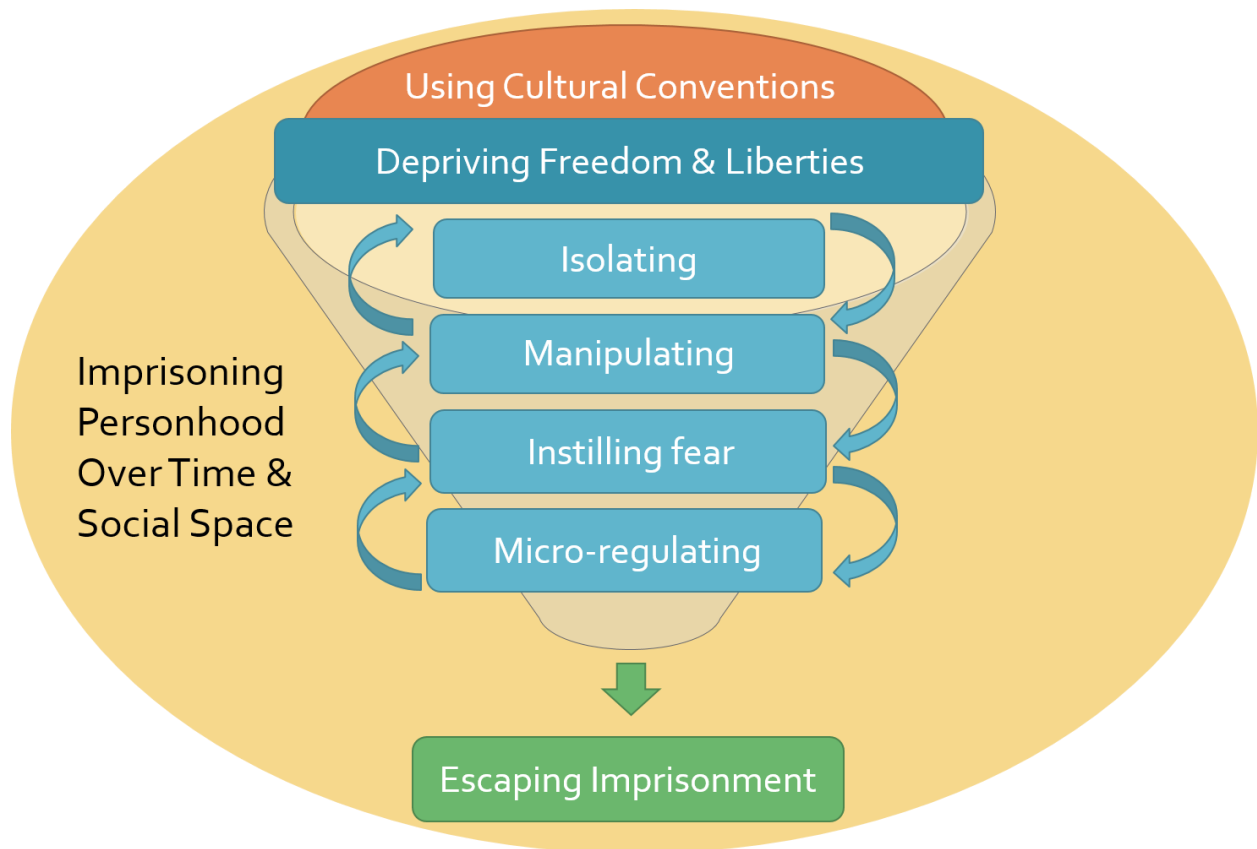 Using Cultural Conventions
Depriving Freedom & Liberties
Isolating
Manipulating
Instilling fear
Micro-regulating
Imprisoning
Personhood
Over Time &
Social Space
Escaping Imprisonment